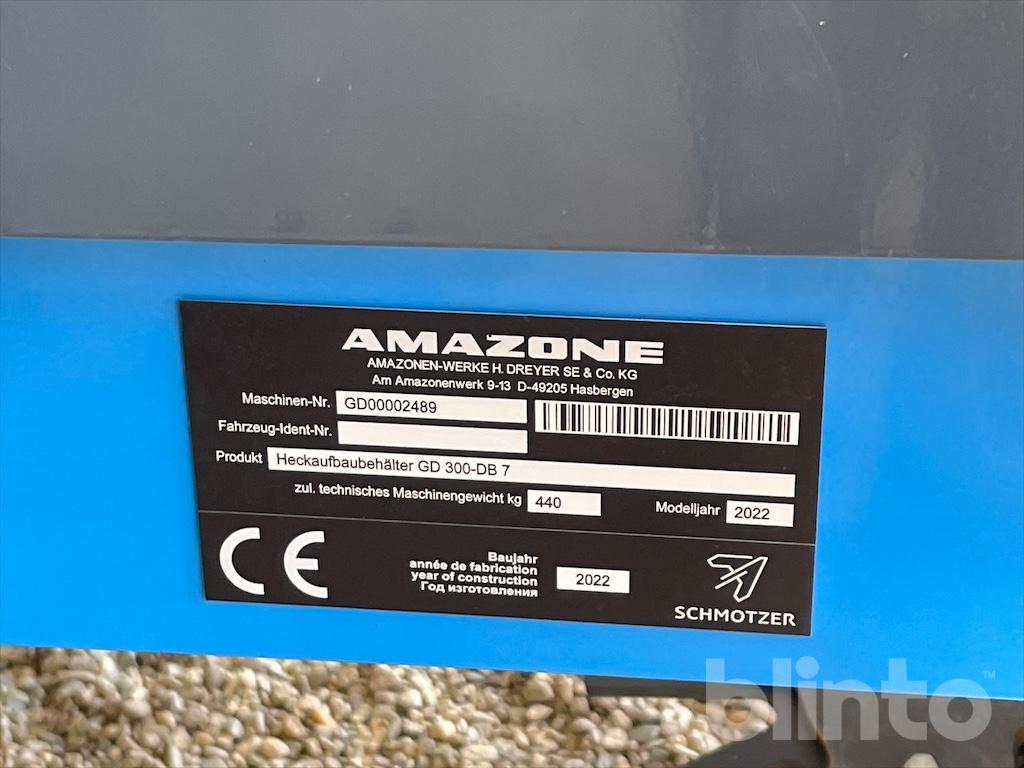 AMAZONE
AMAZONEN-WERKE H. DREYER SE & Co. KG
Am Amazonenwerk 9-13 D-49205 Hasbergen
Maschinen-Nr. GD00002489
Fahrzeug-Ident-Nr.
Produkt Heckaufbaubehälter GD 300-DB 7
zul. technisches Maschinengewicht kg 440 Modelljahr 2022
CE
Baujahr
année de fabrication
year of construction 2022
Год изготовления
SCHMOTZER
blinto™